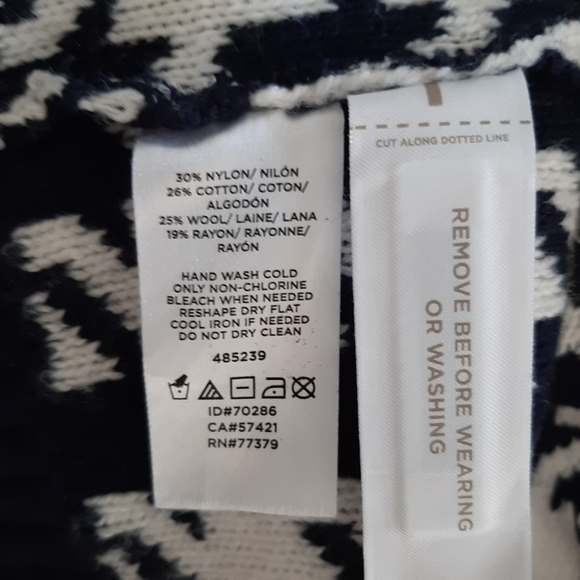 30% NYLON/ NILÓN
26% COTTON/ COTON/
ALGODÓN
25% WOOL/ LAINE/ LANA
19% RAYON/ RAYONNE/
RAYÓN
HAND WASH COLD
ONLY NON-CHLORINE
BLEACH WHEN NEEDED
RESHAPE DRY FLAT
COOL IRON IF NEEDED
DO NOT DRY CLEAN
485239
ID#70286
CA#57421
RN#77379
CUT ALONG DOTTED LINE
REMOVE BEFORE WEARING
OR WASHING